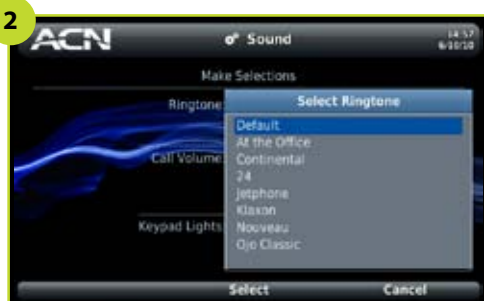 2
ACN Sound 14:57
6/10/10
Make Selections
Ringtone: Select Ringtone
Default
At the Office
Call Volume: Continental
24
Jetphone
Klaxon
Keypad Lights: Nouveau
Ojo Classic
Select Cancel